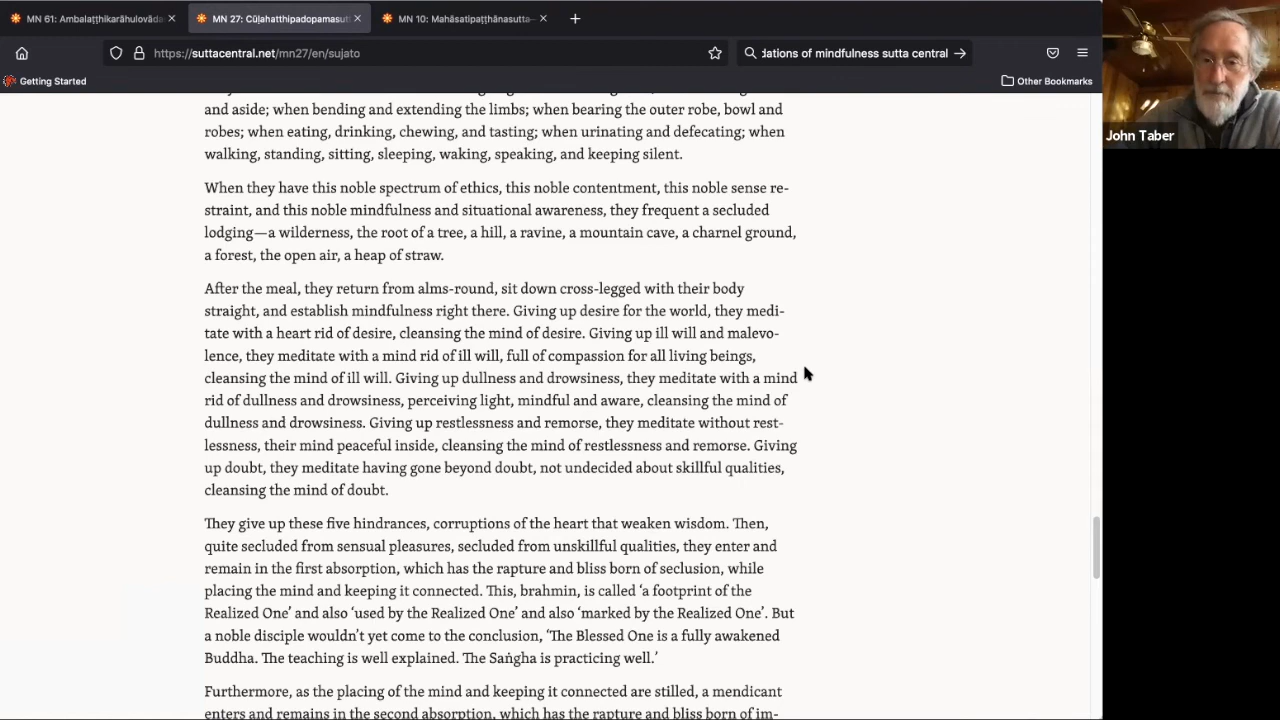 MN 61: Ambalaṭṭhikarāhulovāda
MN 27: Cūḷahatthipadopamasut
MN 10: Mahāsatipaṭṭhānasutta—
https://suttacentral.net/mn27/en/sujato
dations of mindfulness sutta central
Getting Started
Other Bookmarks
John Taber
and aside; when bending and extending the limbs; when bearing the outer robe, bowl and
robes; when eating, drinking, chewing, and tasting; when urinating and defecating; when
walking, standing, sitting, sleeping, waking, speaking, and keeping silent.
When they have this noble spectrum of ethics, this noble contentment, this noble sense re-
straint, and this noble mindfulness and situational awareness, they frequent a secluded
lodging—a wilderness, the root of a tree, a hill, a ravine, a mountain cave, a charnel ground,
a forest, the open air, a heap of straw.
After the meal, they return from alms-round, sit down cross-legged with their body
straight, and establish mindfulness right there. Giving up desire for the world, they medi-
tate with a heart rid of desire, cleansing the mind of desire. Giving up ill will and malevo-
lence, they meditate with a mind rid of ill will, full of compassion for all living beings,
cleansing the mind of ill will. Giving up dullness and drowsiness, they meditate with a mind
rid of dullness and drowsiness, perceiving light, mindful and aware, cleansing the mind of
dullness and drowsiness. Giving up restlessness and remorse, they meditate without rest-
lessness, their mind peaceful inside, cleansing the mind of restlessness and remorse. Giving
up doubt, they meditate having gone beyond doubt, not undecided about skillful qualities,
cleansing the mind of doubt.
They give up these five hindrances, corruptions of the heart that weaken wisdom. Then,
quite secluded from sensual pleasures, secluded from unskillful qualities, they enter and
remain in the first absorption, which has the rapture and bliss born of seclusion, while
placing the mind and keeping it connected. This, brahmin, is called ‘a footprint of the
Realized One’ and also ‘used by the Realized One’ and also ‘marked by the Realized One’. But
a noble disciple wouldn’t yet come to the conclusion, ‘The Blessed One is a fully awakened
Buddha. The teaching is well explained. The Saṅgha is practicing well.’
Furthermore, as the placing of the mind and keeping it connected are stilled, a mendicant
enters and remains in the second absorption, which has the rapture and bliss born of im-